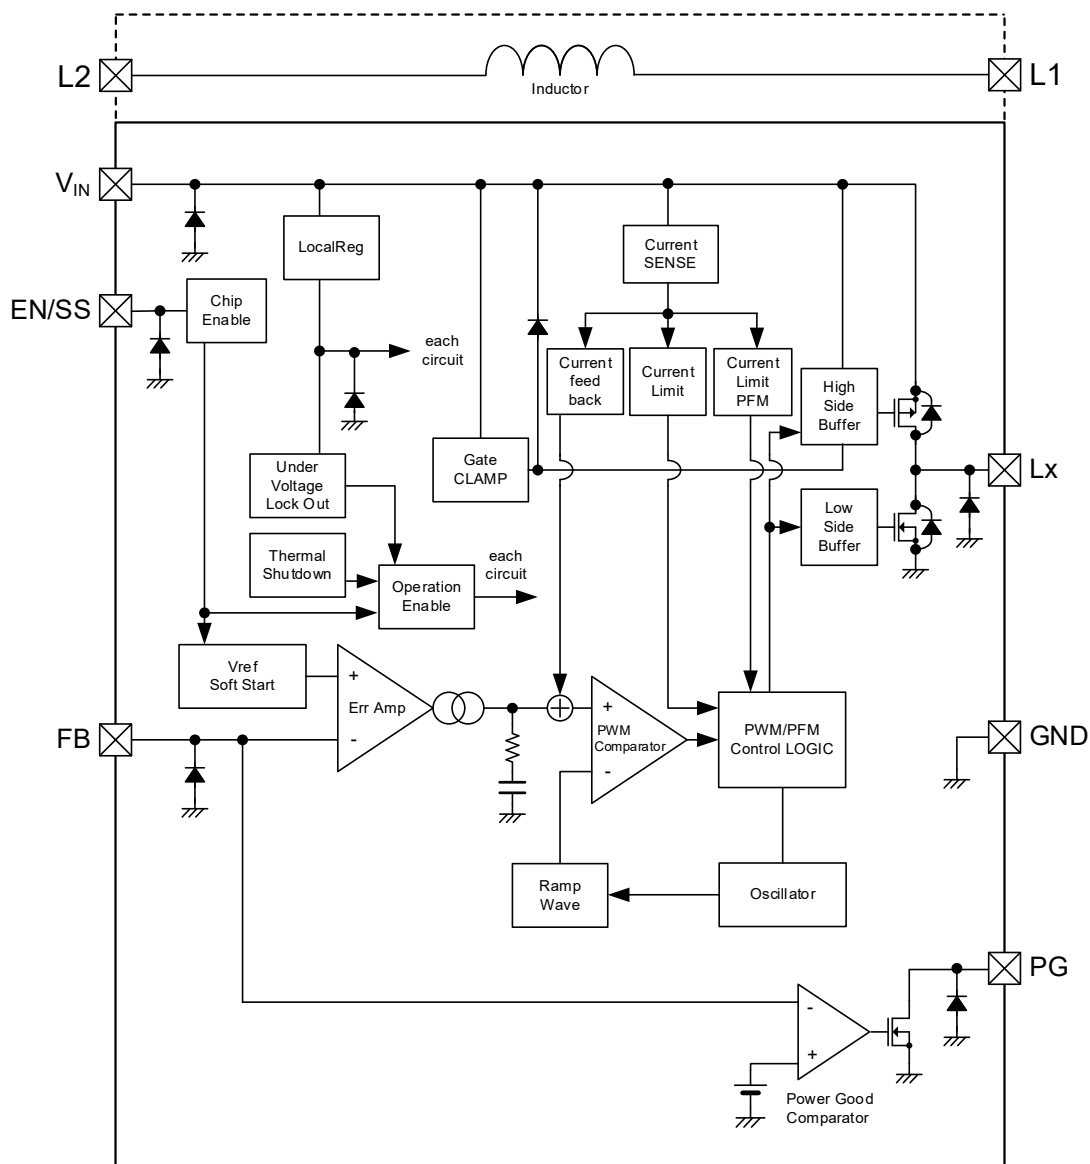 L2
L1
Inductor
VIN
LocalReg
Current
SENSE
EN/SS
Chip
Enable
each
circuit
Current
feed
back
Current
Limit
Current
Limit
PFM
High
Side
Buffer
Gate
CLAMP
Lx
Under
Voltage
Lock Out
Low
Side
Buffer
Thermal
Shutdown
Operation
Enable
each
circuit
Vref
Soft Start
+
Err Amp
-
+
PWM
Comparator
-
PWM/PFM
Control LOGIC
FB
GND
Ramp
Wave
Oscillator
PG
-
+
Power Good
Comparator